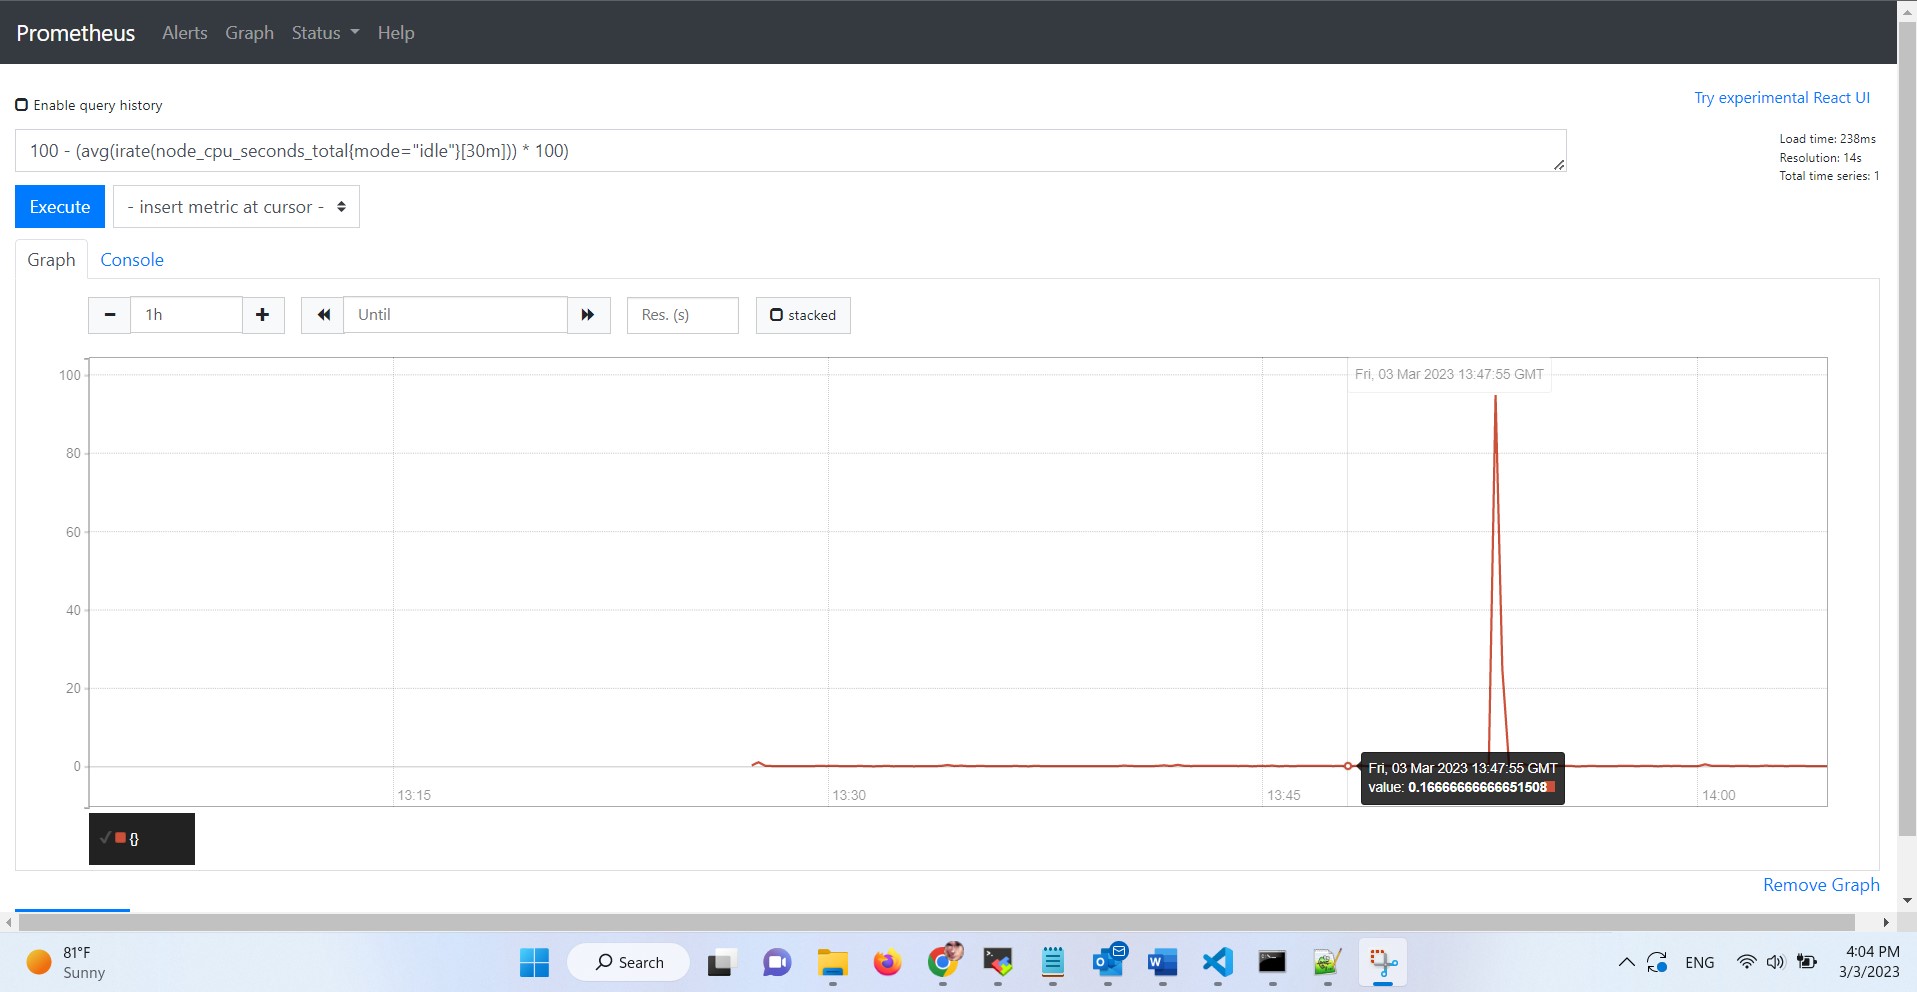 Prometheus Alerts Graph Status Help
Enable query history
Try experimental React UI
100 - (avg(irate(node_cpu_seconds_total{mode="idle"}[30m])) * 100)
Load time: 238ms
Resolution: 14s
Total time series: 1
Execute
- insert metric at cursor -
Graph Console
1h
Until
Res. (s)
stacked
Fri, 03 Mar 2023 13:47:55 GMT
100
80
60
40
20
0
Fri, 03 Mar 2023 13:47:55 GMT
value: 0.16666666666651508
13:15 13:30 13:45 14:00
{}
Remove Graph
81°F
Sunny
Search
ENG
4:04 PM
3/3/2023